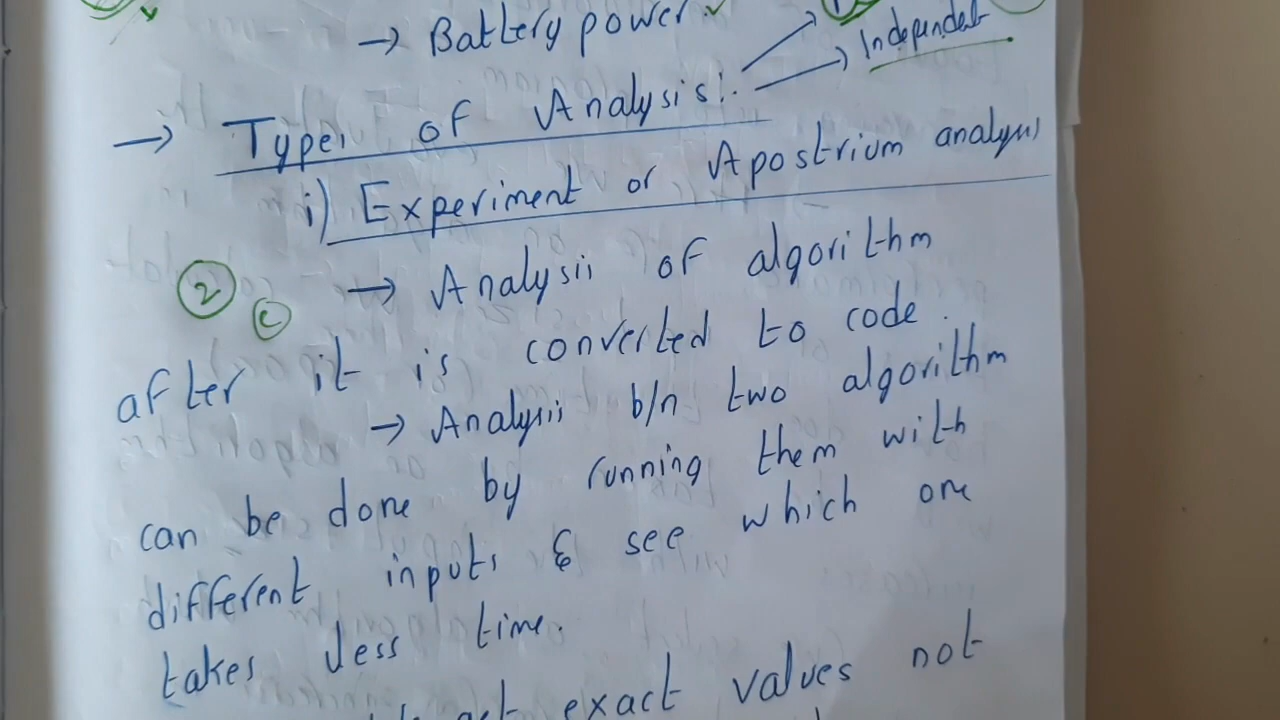 → Battery power ✓
Independent
→ Types of Analysis:
i) Experiment or Apostrium analysis
→ Analysis of algorithm
2 c
after it is converted to code.
→ Analysis b/n two algorithm
can be done by running them with
different inputs & see which one
takes less time.
exact values not